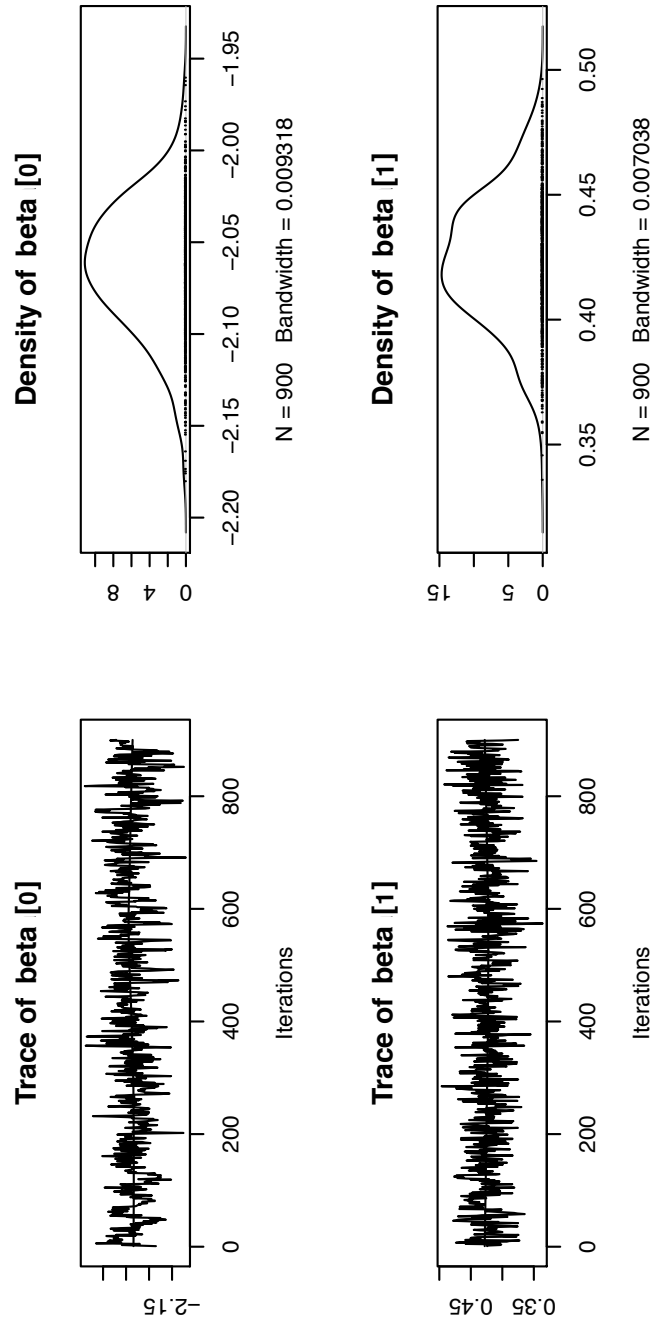 Trace of beta [0]
−2.15
0 200 400 600 800
Iterations
Density of beta [0]
0 4 8
−2.20 −2.15 −2.10 −2.05 −2.00 −1.95
N = 900 Bandwidth = 0.009318
Trace of beta [1]
0.35 0.45
0 200 400 600 800
Iterations
Density of beta [1]
0 5 15
0.35 0.40 0.45 0.50
N = 900 Bandwidth = 0.007038